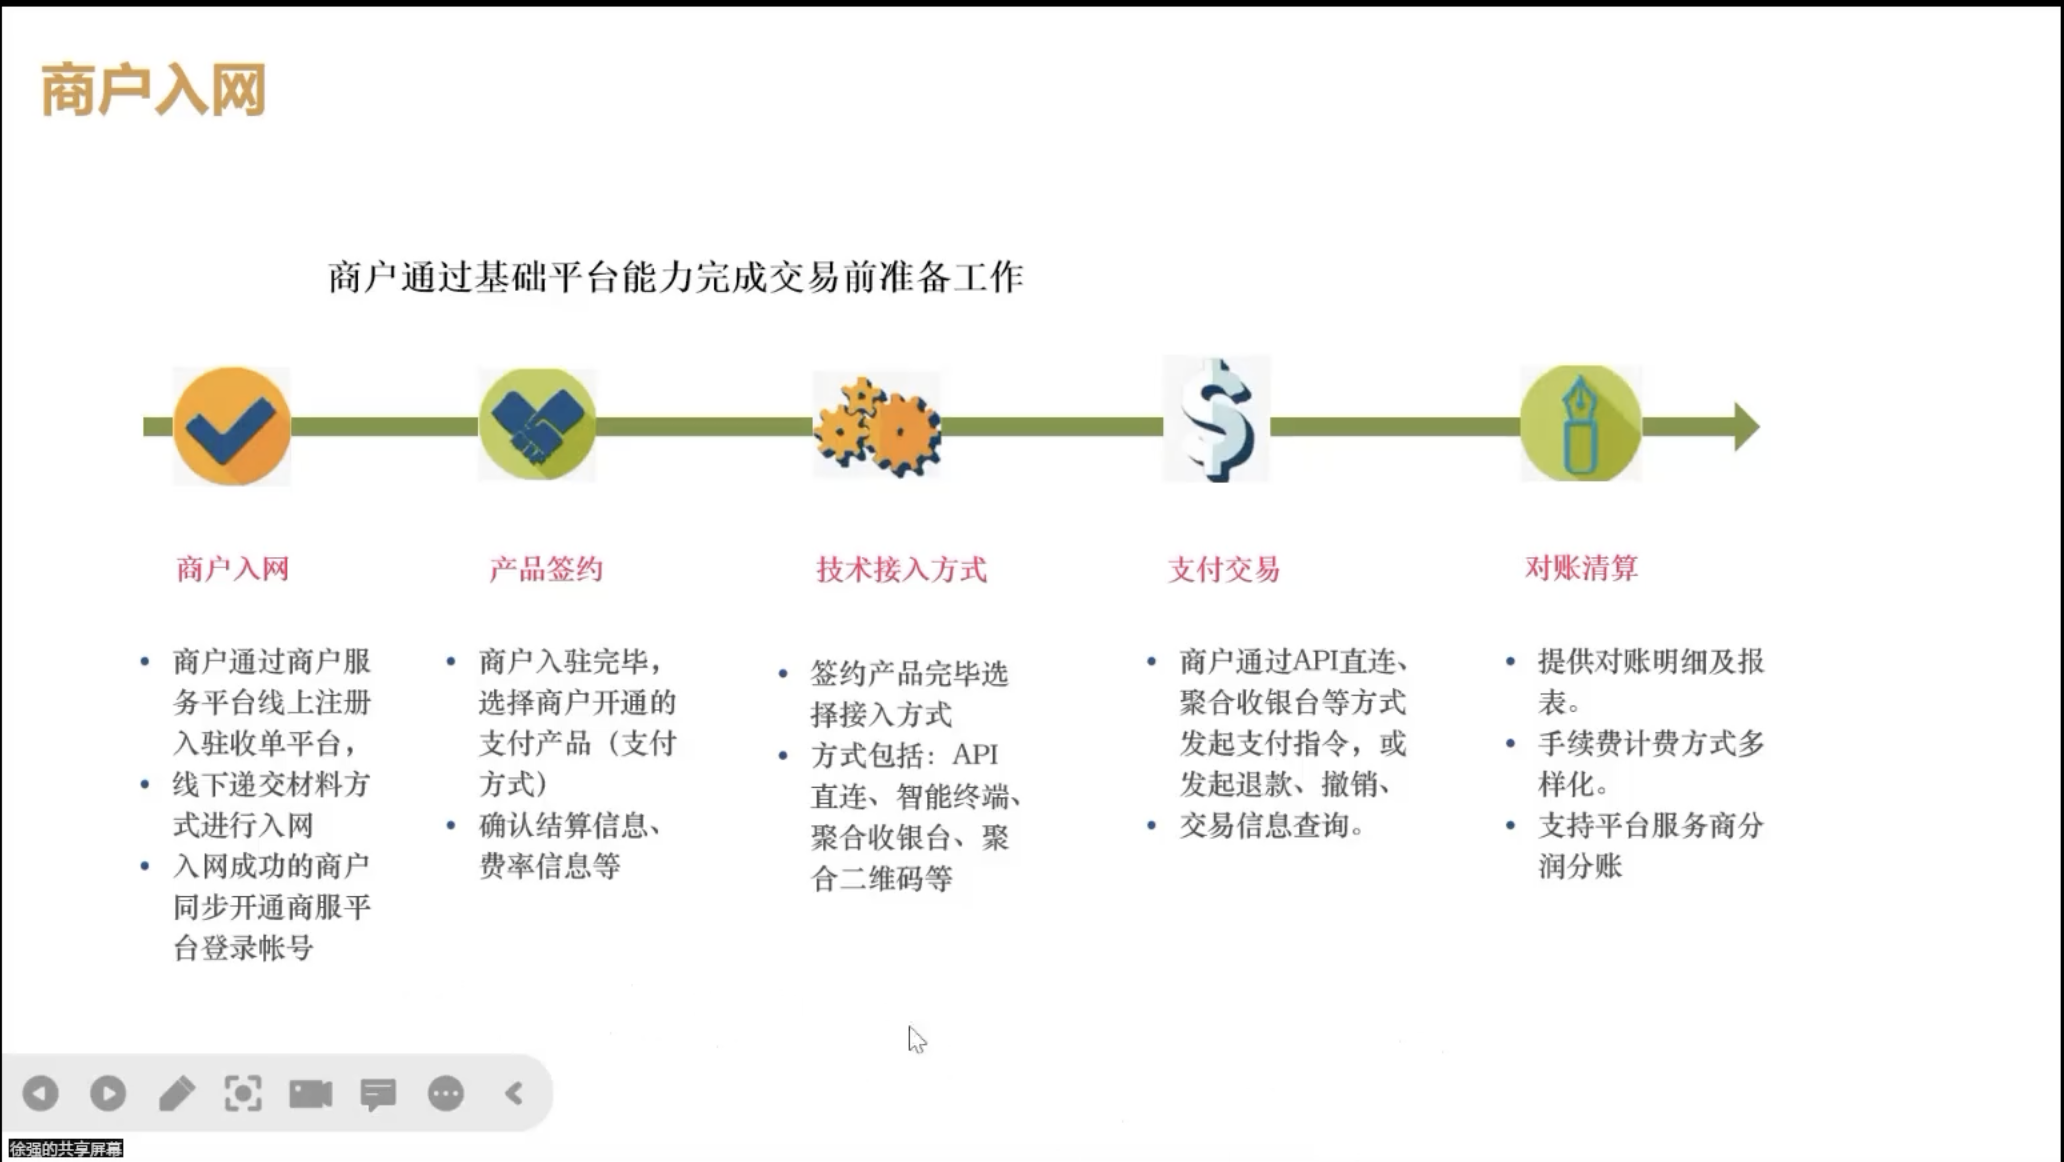 商户入网
商户通过基础平台能力完成交易前准备工作
商户入网
• 商户通过商户服
务平台线上注册
入驻收单平台，
• 线下递交材料方
式进行入网
• 入网成功的商户
同步开通商服平
台登录帐号
产品签约
• 商户入驻完毕，
选择商户开通的
支付产品（支付
方式）
• 确认结算信息、
费率信息等
技术接入方式
• 签约产品完毕选
择接入方式
• 方式包括：API
直连、智能终端、
聚合收银台、聚
合二维码等
支付交易
• 商户通过API直连、
聚合收银台等方式
发起支付指令，或
发起退款、撤销、
• 交易信息查询。
对账清算
• 提供对账明细及报
表。
• 手续费计费方式多
样化。
• 支持平台服务商分
润分账
徐强的共享屏幕